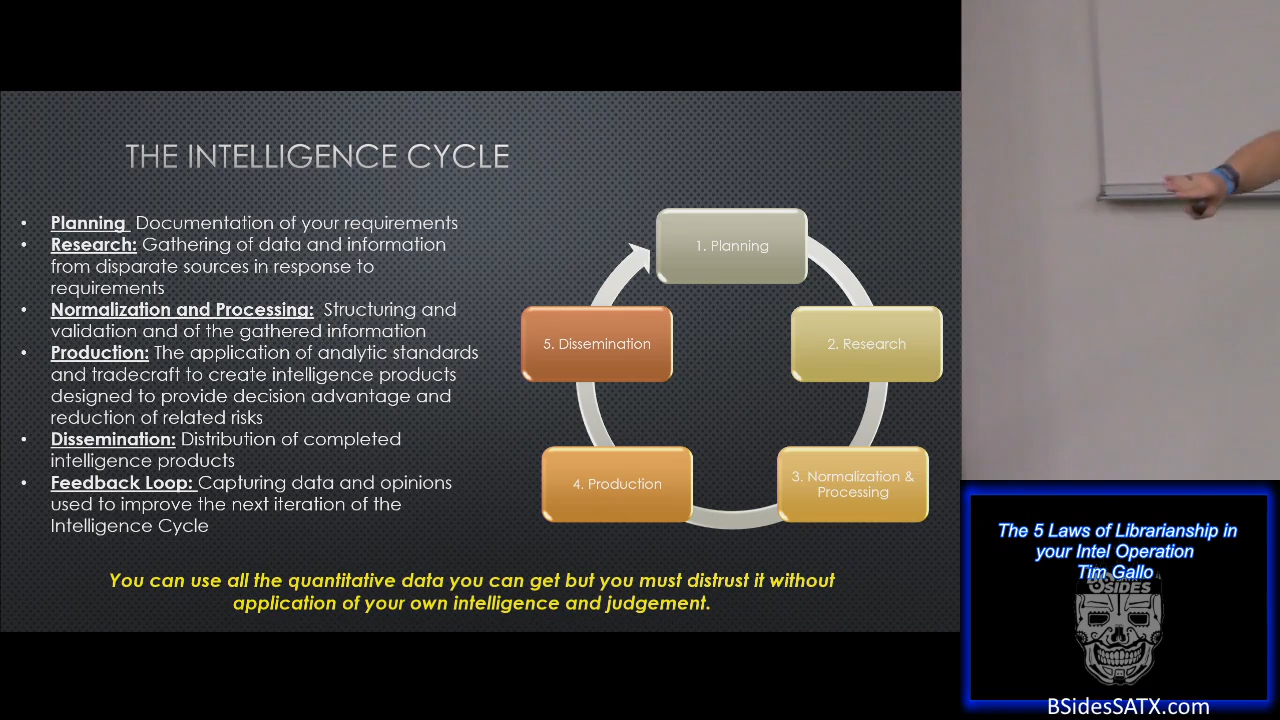 THE INTELLIGENCE CYCLE
• Planning  Documentation of your requirements
• Research: Gathering of data and information
from disparate sources in response to
requirements
• Normalization and Processing:  Structuring and
validation and of the gathered information
• Production: The application of analytic standards
and tradecraft to create intelligence products
designed to provide decision advantage and
reduction of related risks
• Dissemination: Distribution of completed
intelligence products
• Feedback Loop: Capturing data and opinions
used to improve the next iteration of the
Intelligence Cycle
1. Planning
2. Research
3. Normalization &
Processing
4. Production
5. Dissemination
You can use all the quantitative data you can get but you must distrust it without
application of your own intelligence and judgement.
The 5 Laws of Librarianship in
your Intel Operation
Tim Gallo
BSIDES
BSidesSATX.com